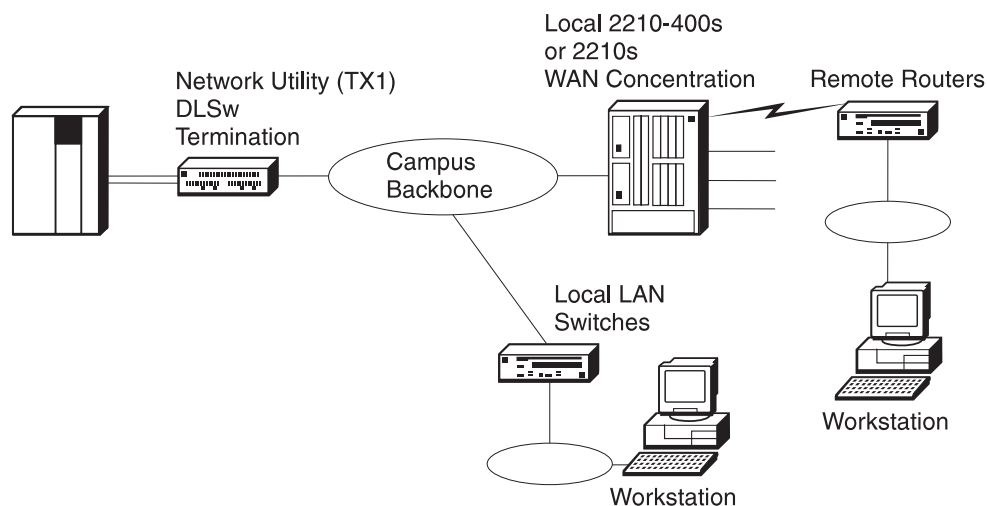 Local 2210-400s
or 2210s
WAN Concentration
Remote Routers
Network Utility (TX1)
DLSw
Termination
Campus
Backbone
Local LAN
Switches
Workstation
Workstation